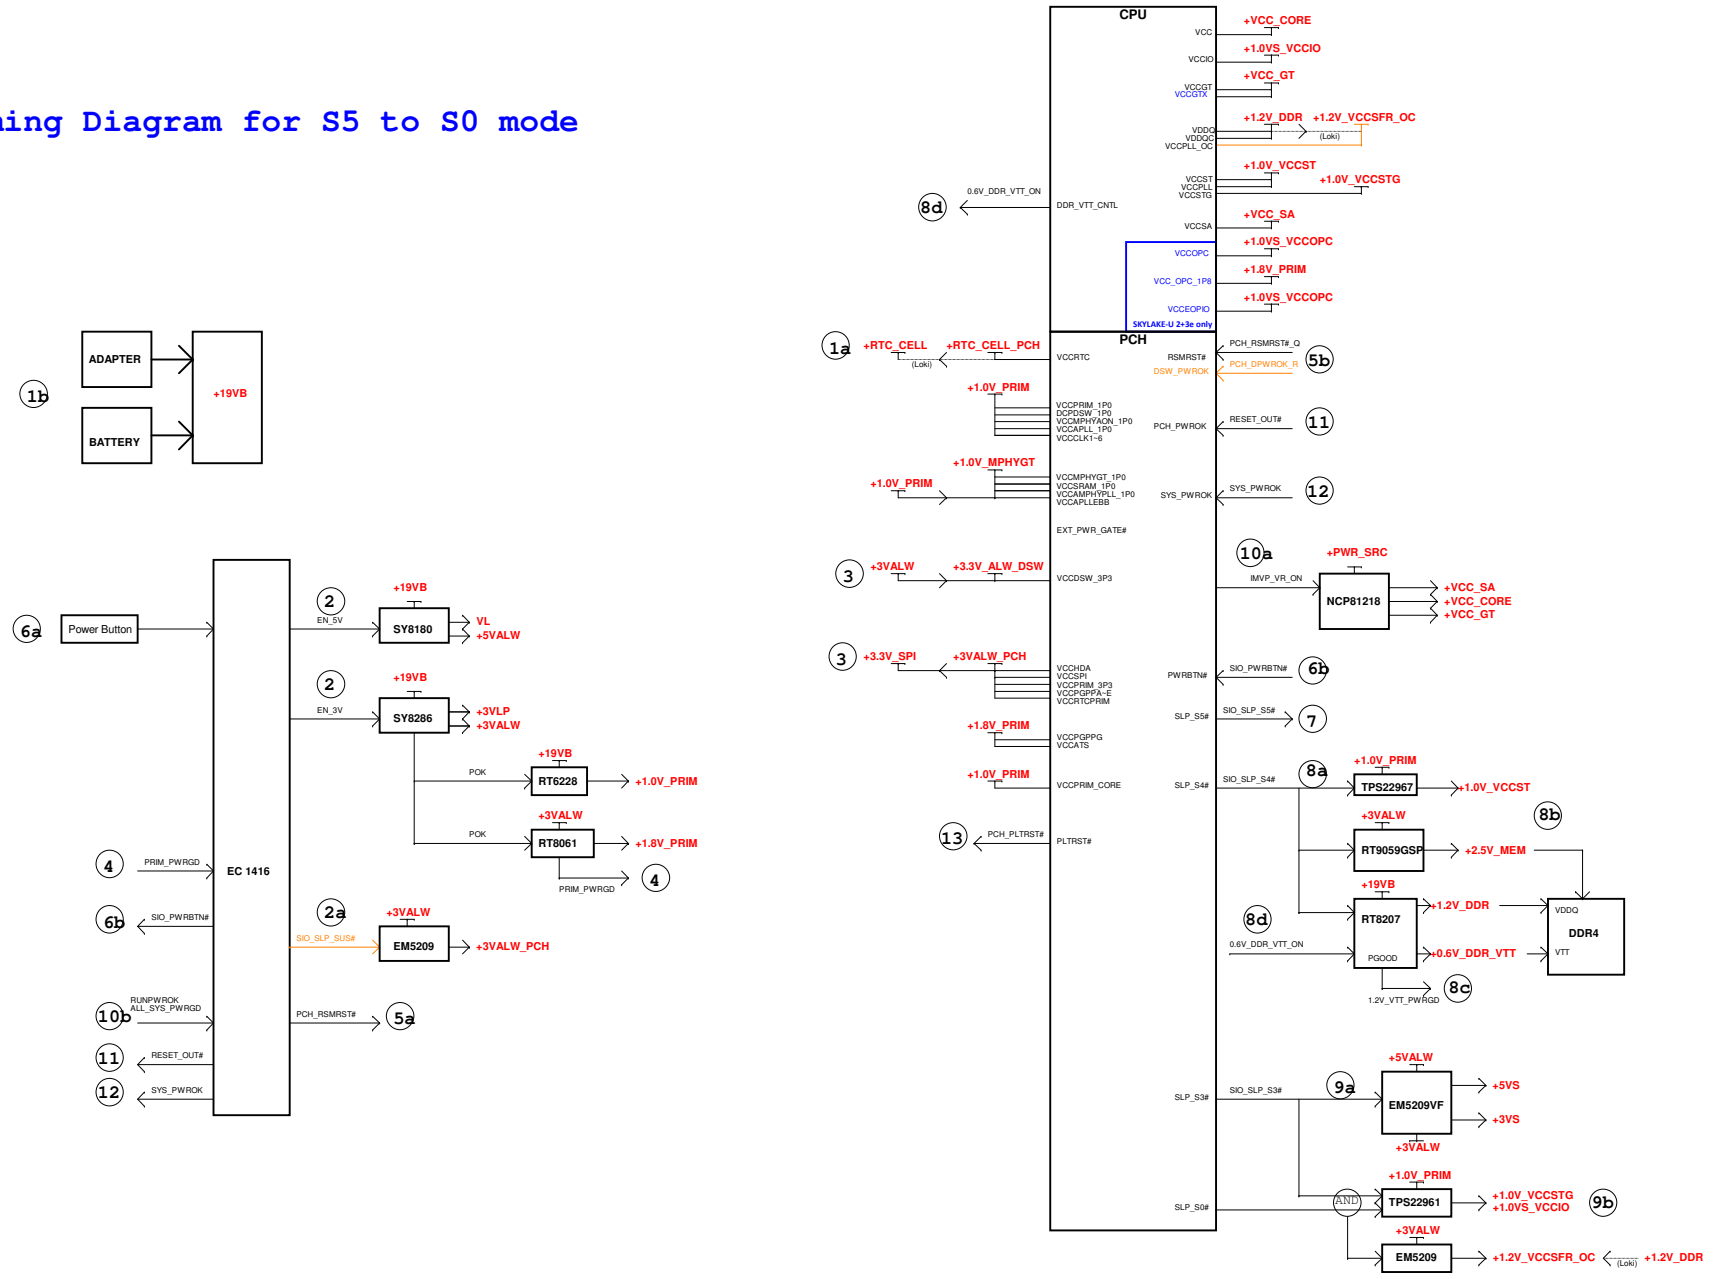 ing Diagram for S5 to S0 mode
CPU
VCC
+VCC_CORE
VCCIO
+1.0VS_VCCIO
VCCGT
VCCGTX
+VCC_GT
VDDQ
VDDQC
VCCPLL_OC
+1.2V_DDR
(Loki)
+1.2V_VCCSFR_OC
VCCST
VCCPLL
VCCSTG
+1.0V_VCCST
+1.0V_VCCSTG
8d
0.6V_DDR_VTT_ON
DDR_VTT_CNTL
VCCSA
+VCC_SA
VCCOPC
+1.0VS_VCCOPC
VCC_OPC_1P8
+1.8V_PRIM
VCCEOPIO
+1.0VS_VCCOPC
SKYLAKE-U 2+3e only
PCH
1a
+RTC_CELL
(Loki)
+RTC_CELL_PCH
VCCRTC
RSMRST#
PCH_RSMRST#_Q
DSW_PWROK
PCH_DPWROK_R
5b
+1.0V_PRIM
VCCPRIM_1P0
DCPDSW_1P0
VCCMPHYAON_1P0
VCCAPLL_1P0
VCCCLK1~6
PCH_PWROK
RESET_OUT#
11
+1.0V_MPHYGT
+1.0V_PRIM
VCCMPHYGT_1P0
VCCSRAM_1P0
VCCAMPHYPLL_1P0
VCCAPLLEBB
SYS_PWROK
SYS_PWROK
12
EXT_PWR_GATE#
3
+3VALW
+3.3V_ALW_DSW
VCCDSW_3P3
10a
IMVP_VR_ON
+PWR_SRC
NCP81218
+VCC_SA
+VCC_CORE
+VCC_GT
3
+3.3V_SPI
+3VALW_PCH
VCCHDA
VCCSPI
VCCPRIM_3P3
VCCPGPPA~E
VCCRTCPRIM
PWRBTN#
SIO_PWRBTN#
6b
SLP_S5#
SIO_SLP_S5#
7
+1.8V_PRIM
VCCPGPPG
VCCATS
+1.0V_PRIM
VCCPRIM_CORE
SLP_S4#
SIO_SLP_S4#
8a
+1.0V_PRIM
TPS22967
+1.0V_VCCST
13
PCH_PLTRST#
PLTRST#
+3VALW
RT9059GSP
+2.5V_MEM
8b
+19VB
RT8207
PGOOD
+1.2V_DDR
+0.6V_DDR_VTT
8d
0.6V_DDR_VTT_ON
1.2V_VTT_PWRGD
8c
VDDQ
DDR4
VTT
SLP_S3#
SIO_SLP_S3#
9a
+5VALW
EM5209VF
+3VALW
+5VS
+3VS
SLP_S0#
AND
+1.0V_PRIM
TPS22961
+1.0V_VCCSTG
+1.0VS_VCCIO
9b
+3VALW
EM5209
+1.2V_VCCSFR_OC
(Loki)
+1.2V_DDR
1b
ADAPTER
BATTERY
+19VB
6a
Power Button
EC 1416
2
EN_5V
+19VB
SY8180
VL
+5VALW
2
EN_3V
+19VB
SY8286
+3VLP
+3VALW
POK
+19VB
RT6228
+1.0V_PRIM
POK
+3VALW
RT8061
+1.8V_PRIM
PRIM_PWRGD
4
4
PRIM_PWRGD
6b
SIO_PWRBTN#
2a
SIO_SLP_SUS#
+3VALW
EM5209
+3VALW_PCH
10b
RUNPWROK
ALL_SYS_PWRGD
PCH_RSMRST#
5a
11
RESET_OUT#
12
SYS_PWROK